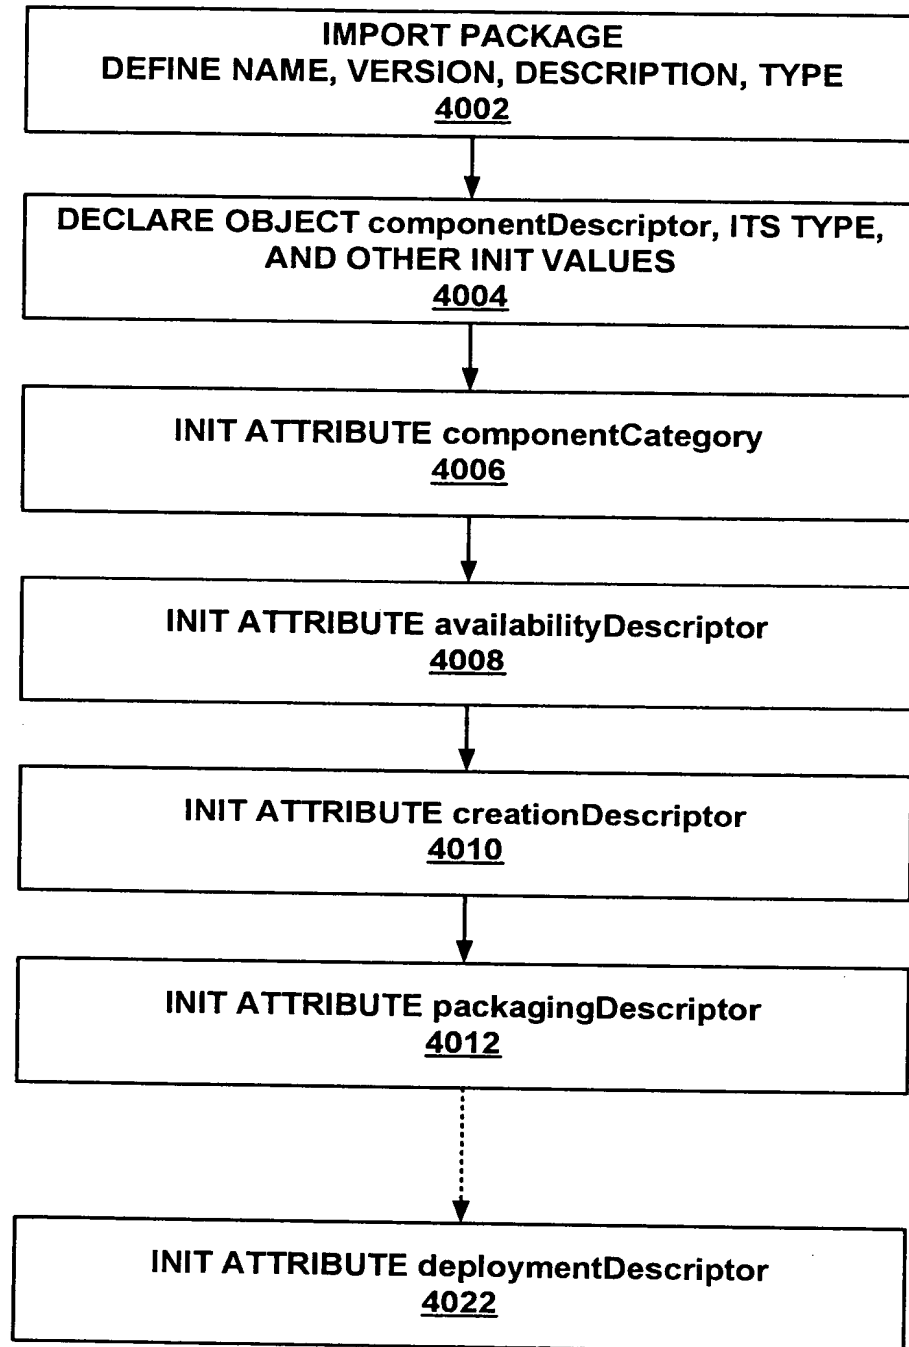 IMPORT PACKAGE
DEFINE NAME, VERSION, DESCRIPTION, TYPE
4002
DECLARE OBJECT componentDescriptor, ITS TYPE,
AND OTHER INIT VALUES
4004
INIT ATTRIBUTE componentCategory
4006
INIT ATTRIBUTE availabilityDescriptor
4008
INIT ATTRIBUTE creationDescriptor
4010
INIT ATTRIBUTE packagingDescriptor
4012
INIT ATTRIBUTE deploymentDescriptor
4022